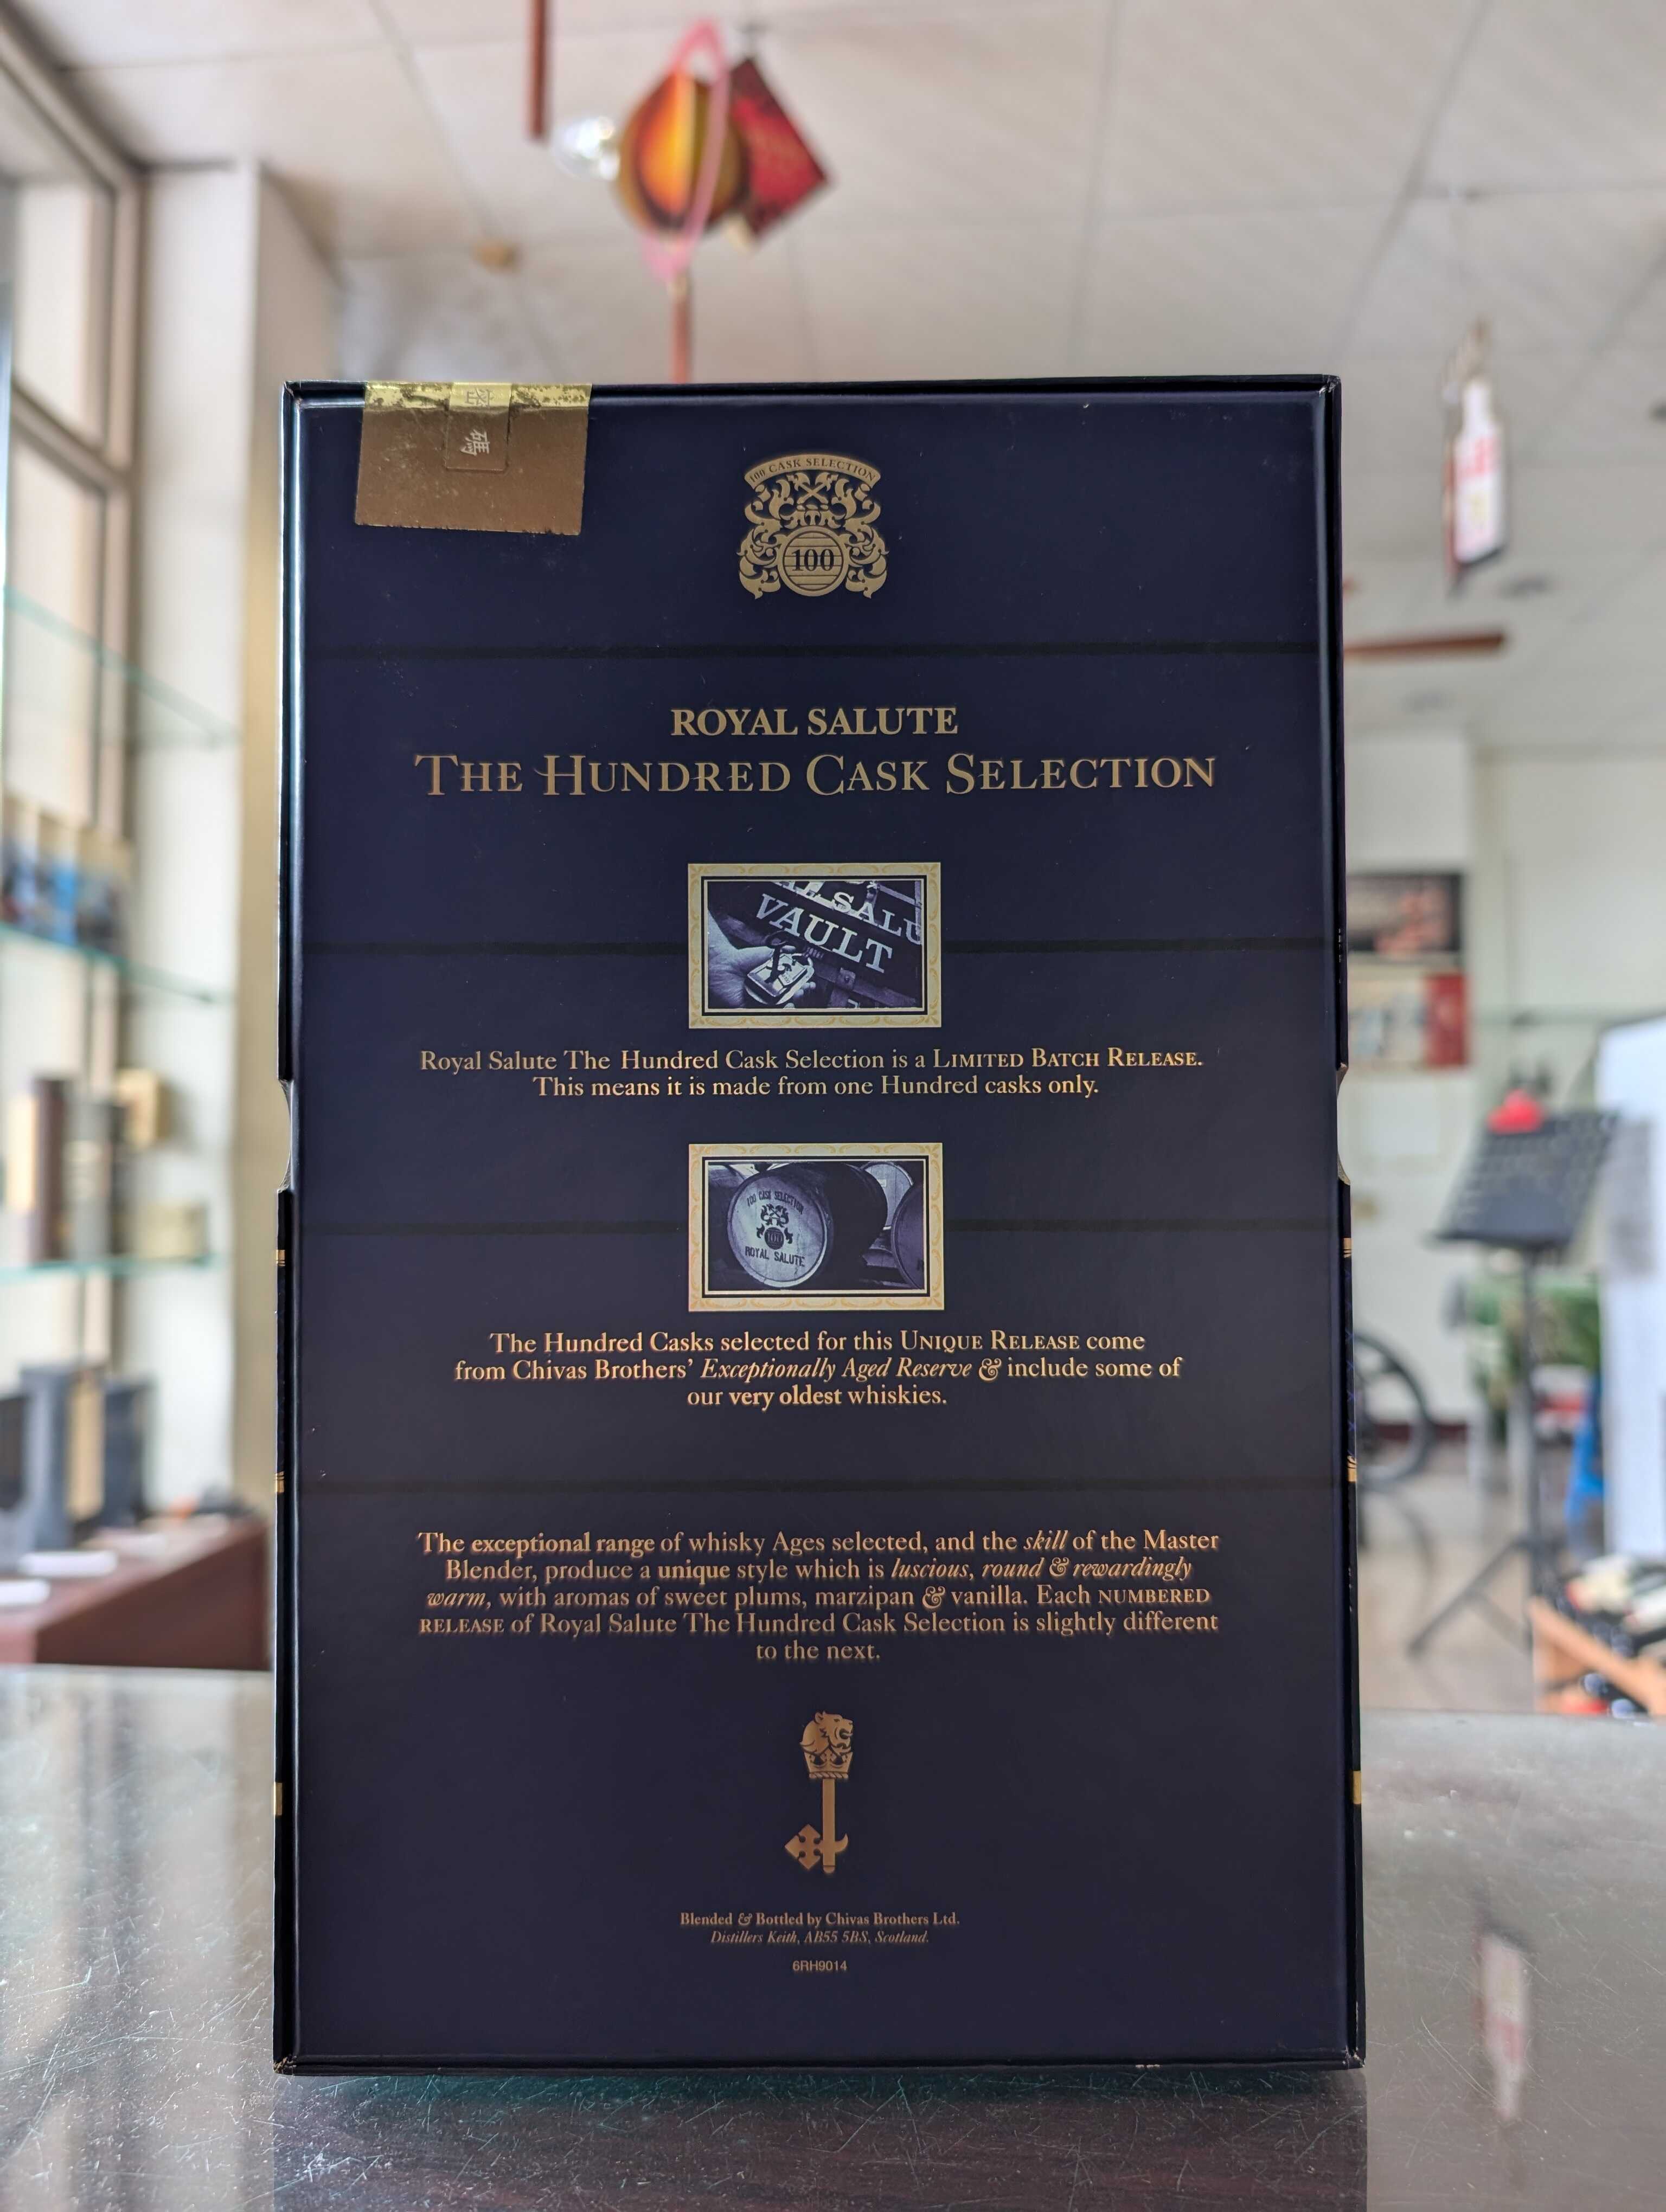 100 CASK SELECTION
100
ROYAL SALUTE
THE HUNDRED CASK SELECTION
SALU
VAULT
Royal Salute The Hundred Cask Selection is a LIMITED BATCH RELEASE.
This means it is made from one Hundred casks only.
100 CASK SELECTION
100
ROYAL SALUTE
The Hundred Casks selected for this UNIQUE RELEASE come
from Chivas Brothers' Exceptionally Aged Reserve & include some of
our very oldest whiskies.
The exceptional range of whisky Ages selected, and the skill of the Master
Blender, produce a unique style which is luscious, round & rewardingly
warm, with aromas of sweet plums, marzipan & vanilla. Each NUMBERED
RELEASE of Royal Salute The Hundred Cask Selection is slightly different
to the next.
Blended & Bottled by Chivas Brothers Ltd.
Distillers Keith, AB55 5BS, Scotland.
6RH9014